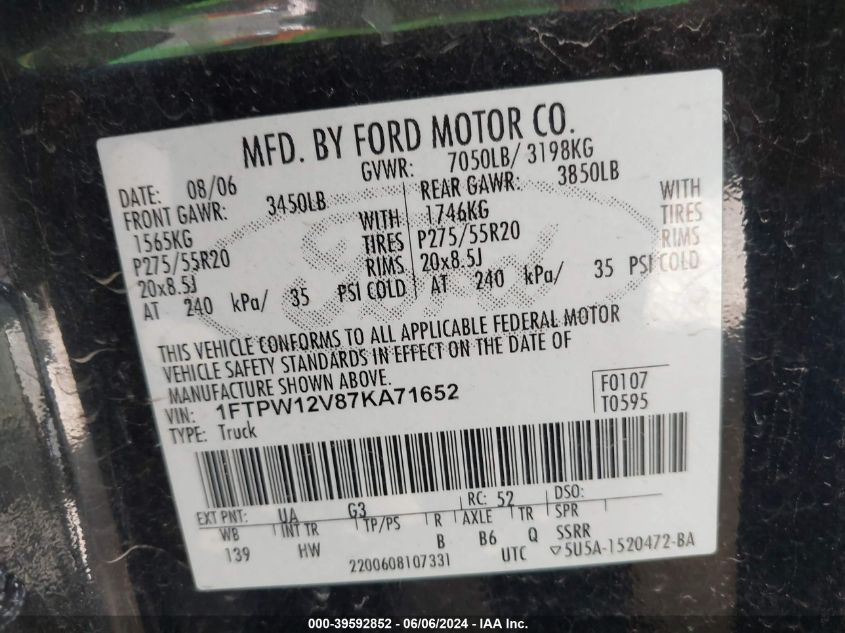 MFD. BY FORD MOTOR CO.
DATE: 08/06 GVWR: 7050LB/ 3198KG
FRONT GAWR: 3450LB REAR GAWR: 3850LB
1565KG WITH 1746KG WITH
P275/55R20 TIRES P275/55R20 TIRES
20x8.5J RIMS 20x8.5J RIMS
AT 240 kPa/ 35 PSI COLD AT 240 kPa/ 35 PSI COLD
THIS VEHICLE CONFORMS TO ALL APPLICABLE FEDERAL MOTOR
VEHICLE SAFETY STANDARDS IN EFFECT ON THE DATE OF
MANUFACTURE SHOWN ABOVE.
VIN: 1FTPW12V87KA71652 F0107
TYPE: Truck T0595
EXT PNT: UA G3 RC: 52 DSO:
WB INT TR TP/PS R AXLE TR SPR
139 HW B B6 Q SSRR
2200608107331 UTC ▽5U5A-1520472-BA
000-39592852 - 06/06/2024 - IAA Inc.